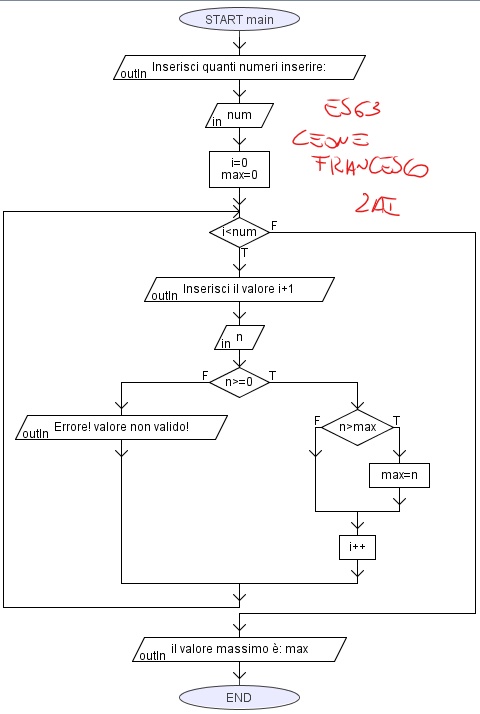 START main
outln Inserisci quanti numeri inserire:
in num
ES63
LEONE
FRANCESCO
2AI
i=0
max=0
i<num F
T
outln Inserisci il valore i+1
in n
F n>=0 T
outln Errore! valore non valido!
F n>max T
max=n
i++
outln il valore massimo è: max
END